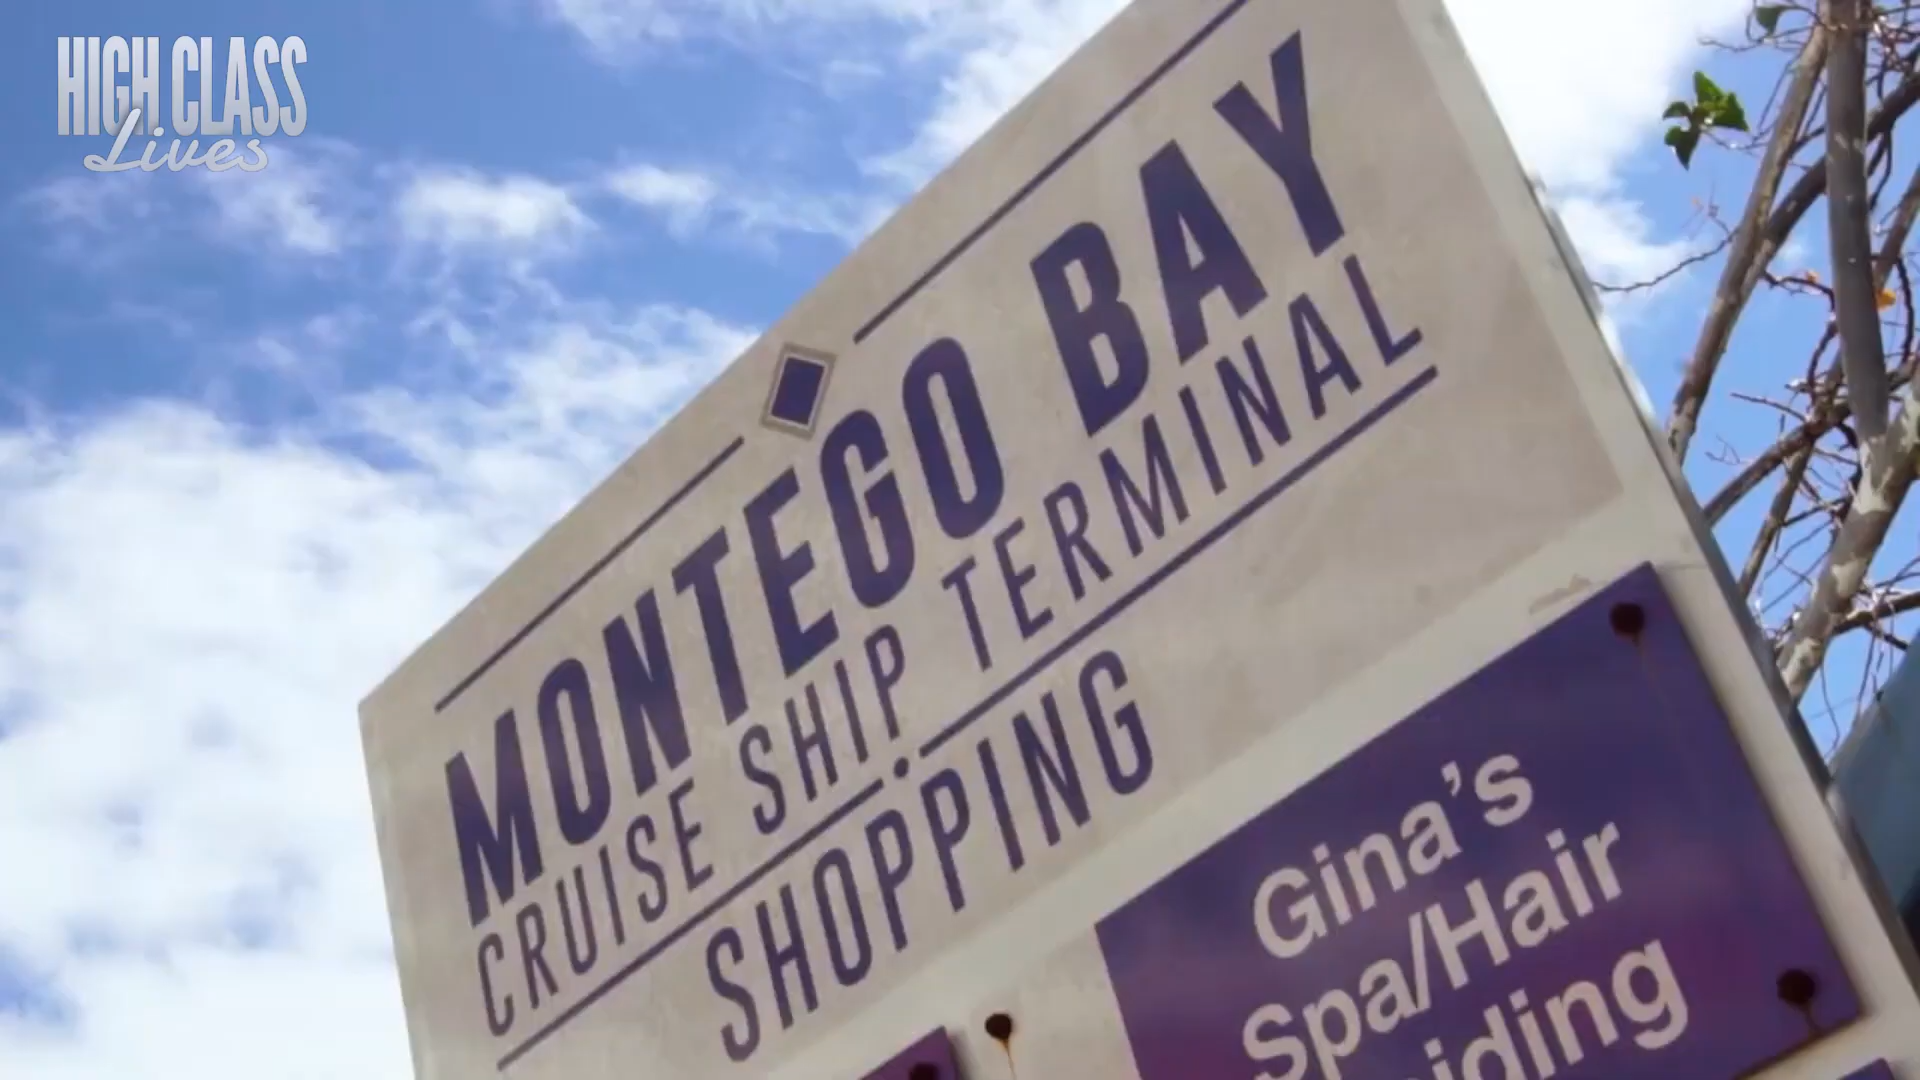 HIGH CLASS
Lives
MONTEGO BAY
CRUISE SHIP TERMINAL
SHOPPING
Gina's
Spa/Hair